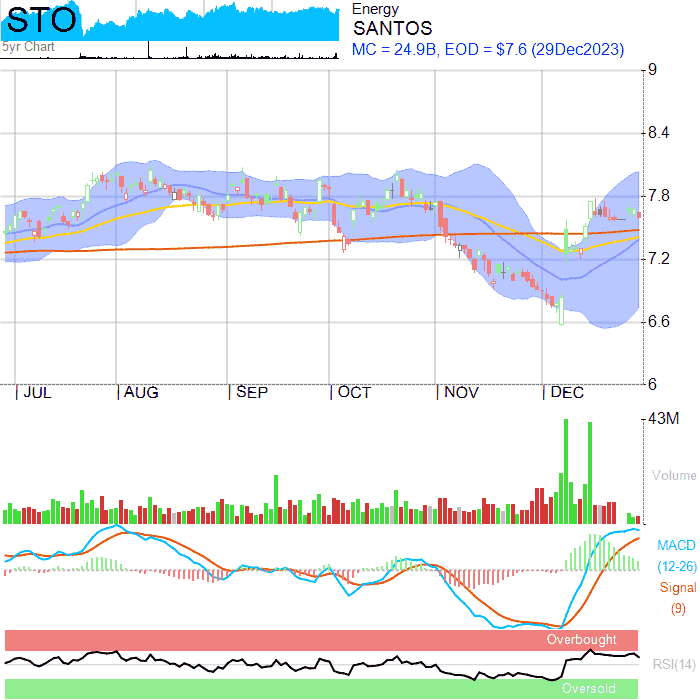 STO
5yr Chart
Energy
SANTOS
MC = 24.9B, EOD = $7.6 (29Dec2023)
9
8.4
7.8
7.2
6.6
6
JUL AUG SEP OCT NOV DEC
43M
Volume
MACD
(12-26)
Signal
(9)
Overbought
RSI(14)
Oversold